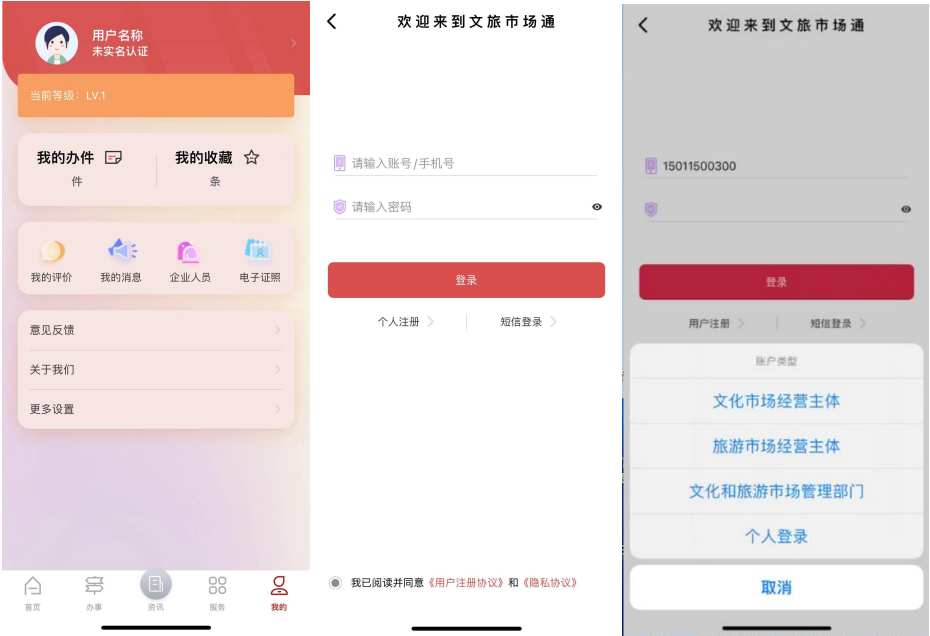 用户名称
未实名认证
当前等级: LV.1
我的办件
件
我的收藏
条
我的评价
我的消息
企业人员
电子证照
意见反馈
关于我们
更多设置
首页
办事
资讯
服务
我的
欢迎来到文旅市场通
请输入账号/手机号
请输入密码
登录
个人注册
短信登录
我已阅读并同意《用户注册协议》和《隐私协议》
欢迎来到文旅市场通
15011500300
登录
用户注册
短信登录
账户类型
文化市场经营主体
旅游市场经营主体
文化和旅游市场管理部门
个人登录
取消